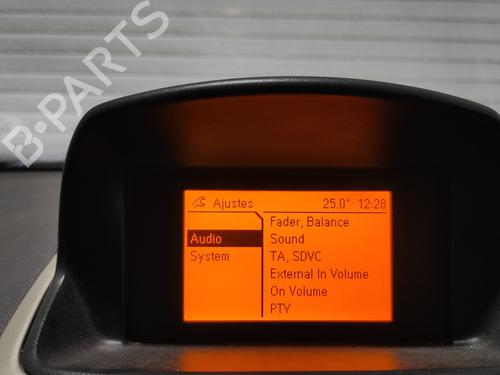 B-PARTS
Ajustes 25.0° 12:28
Audio
System
Fader, Balance
Sound
TA, SDVC
External In Volume
On Volume
PTY